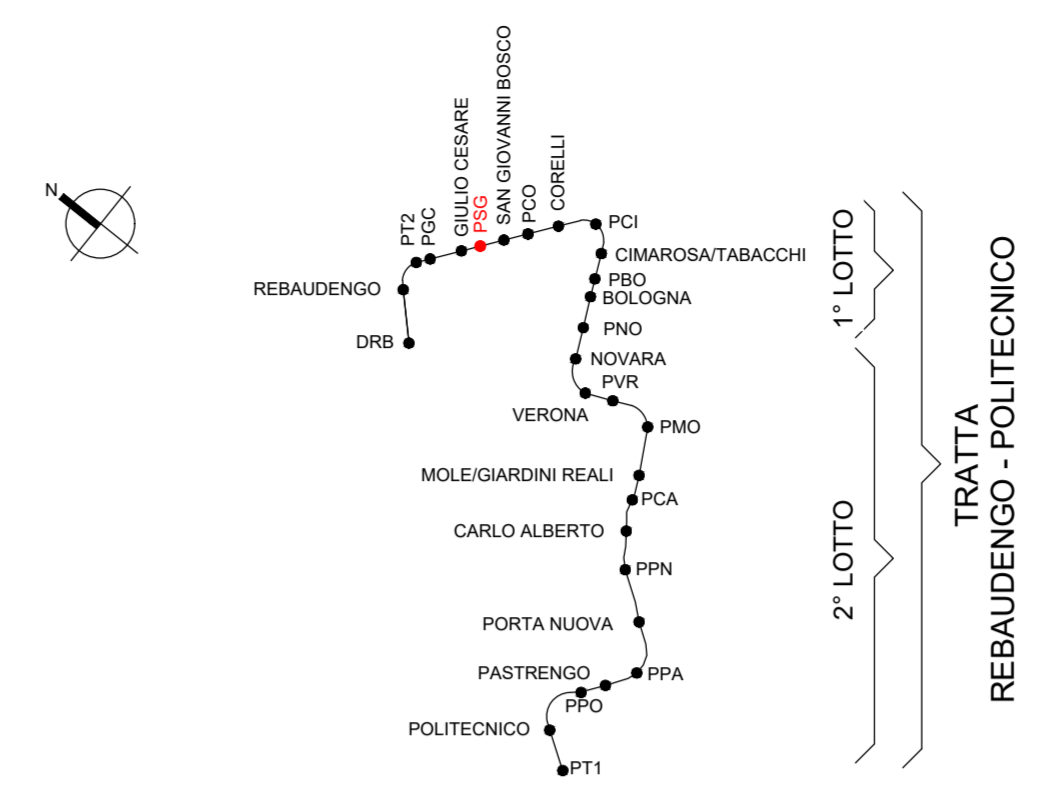 N
REBAUDENGO
DRB
PT2
PGC
GIULIO CESARE
PSG
SAN GIOVANNI BOSCO
PCO
CORELLI
PCI
CIMAROSA/TABACCHI
PBO
BOLOGNA
PNO
NOVARA
PVR
VERONA
PMO
MOLE/GIARDINI REALI
PCA
CARLO ALBERTO
PPN
PORTA NUOVA
PASTRENGO
PPA
PPO
POLITECNICO
PT1
1° LOTTO
2° LOTTO
TRATTA
REBAUDENGO - POLITECNICO